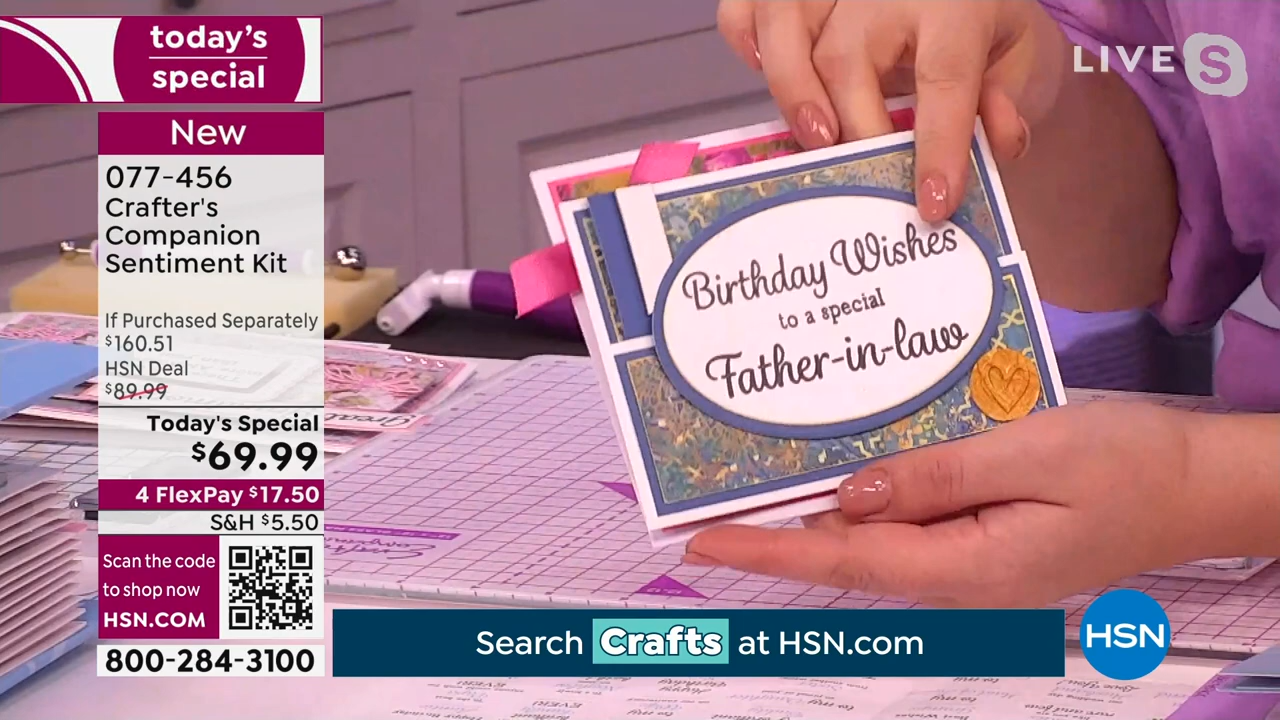 today's
special
New
077-456
Crafter's
Companion
Sentiment Kit
If Purchased Separately
$160.51
HSN Deal
$89.99
Today's Special
$69.99
4 FlexPay $17.50
S&H $5.50
Scan the code
to shop now
HSN.COM
800-284-3100
LIVE S
Birthday Wishes
to a special
Father-in-law
Search Crafts at HSN.com
HSN